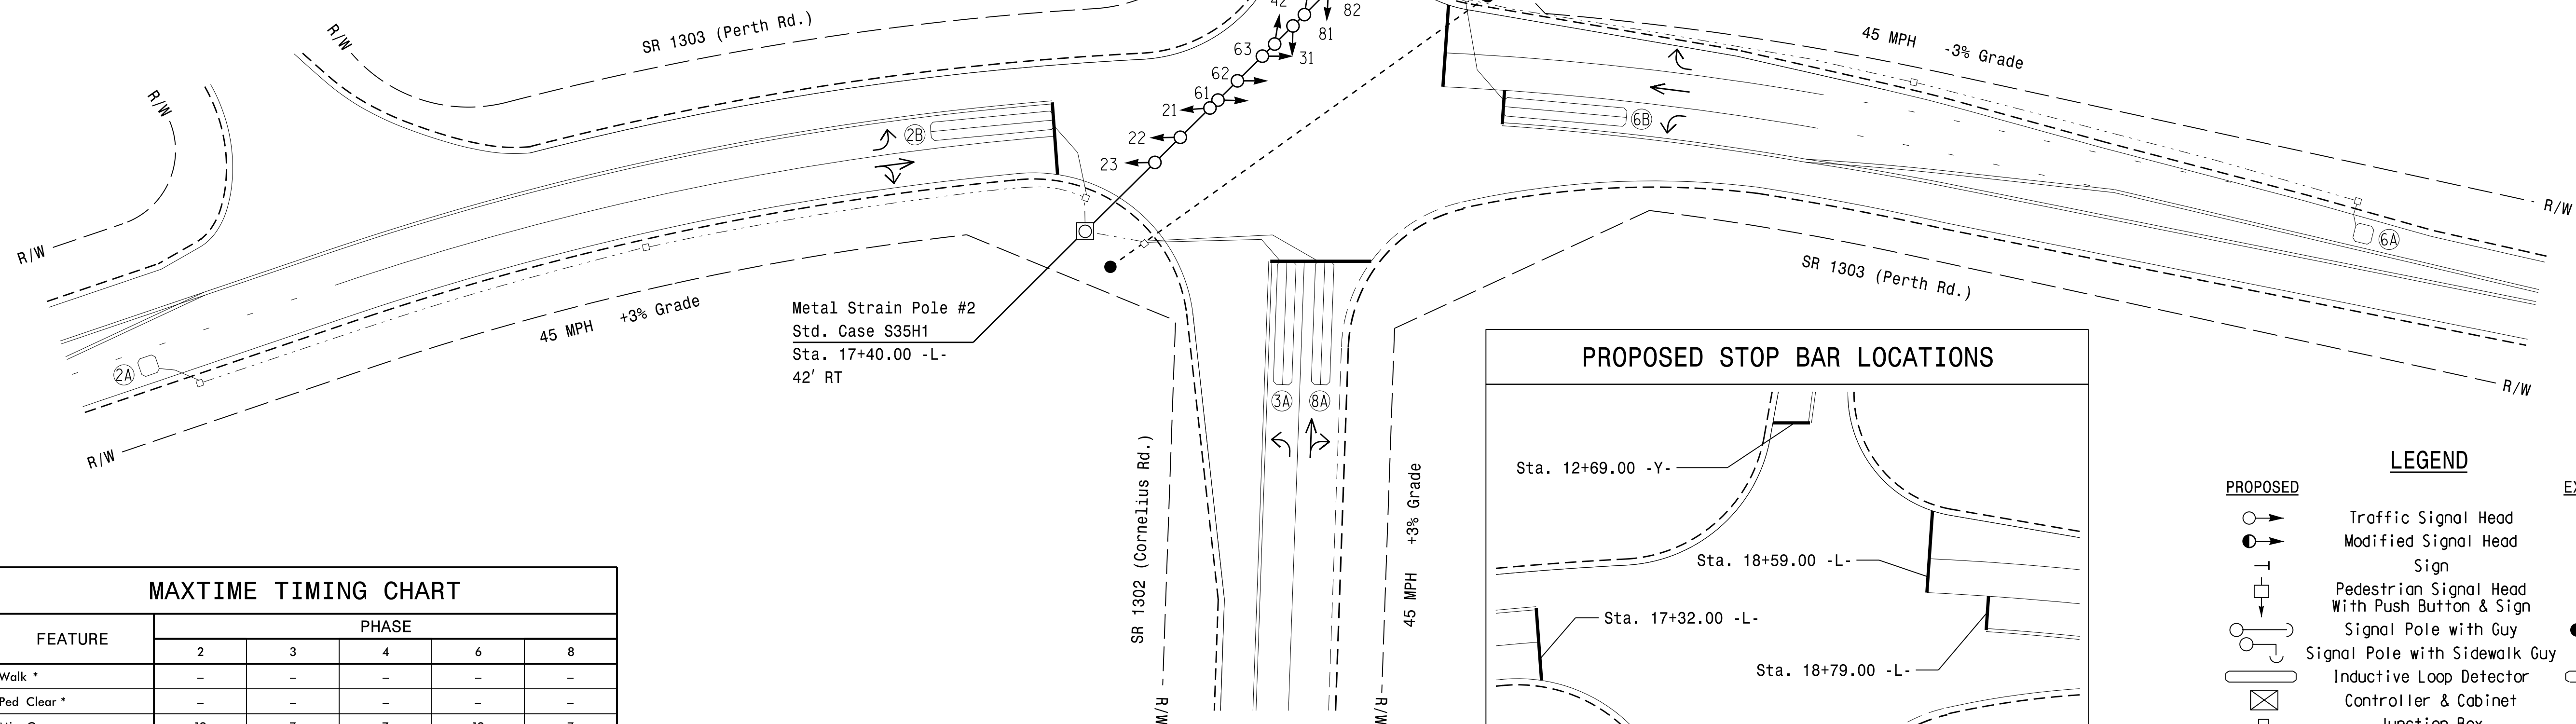 R/W
SR 1303 (Perth Rd.)
42
82
81
63
31
62
61
21
22
23
45 MPH -3% Grade
R/W
R/W
2B
6B
R/W
6A
SR 1303 (Perth Rd.)
R/W
45 MPH +3% Grade
2A
R/W
Metal Strain Pole #2
Std. Case S35H1
Sta. 17+40.00 -L-
42' RT
3A
8A
SR 1302 (Cornelius Rd.)
45 MPH +3% Grade
R/W
R/W
PROPOSED STOP BAR LOCATIONS
Sta. 12+69.00 -Y-
Sta. 18+59.00 -L-
Sta. 17+32.00 -L-
Sta. 18+79.00 -L-
LEGEND
PROPOSED
Traffic Signal Head
Modified Signal Head
Sign
Pedestrian Signal Head
With Push Button & Sign
Signal Pole with Guy
Signal Pole with Sidewalk Guy
Inductive Loop Detector
Controller & Cabinet
Junction Box
MAXTIME TIMING CHART
FEATURE
PHASE
2 3 4 6 8
Walk * – – – – –
Ped Clear * – – – – –